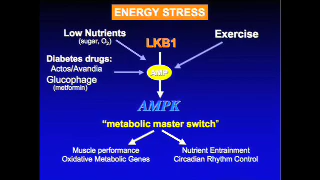 ENERGY STRESS
Low Nutrients
(sugar, O2)
LKB1
Exercise
Diabetes drugs:
Actos/Avandia
Glucophage
(metformin)
AMP
AMPK
"metabolic master switch"
Muscle performance
Oxidative Metabolic Genes
Nutrient Entrainment
Circadian Rhythm Control